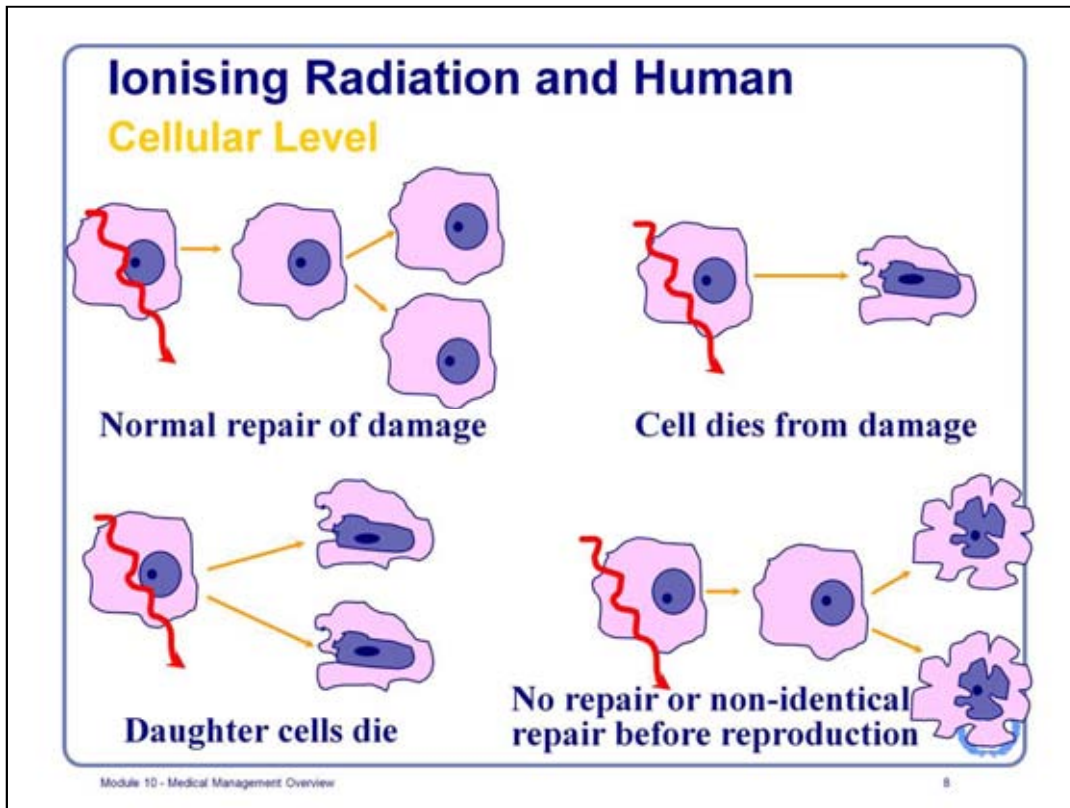 Ionising Radiation and Human
Cellular Level
Normal repair of damage
Cell dies from damage
Daughter cells die
No repair or non-identical
repair before reproduction
Module 10 - Medical Management Overview
8